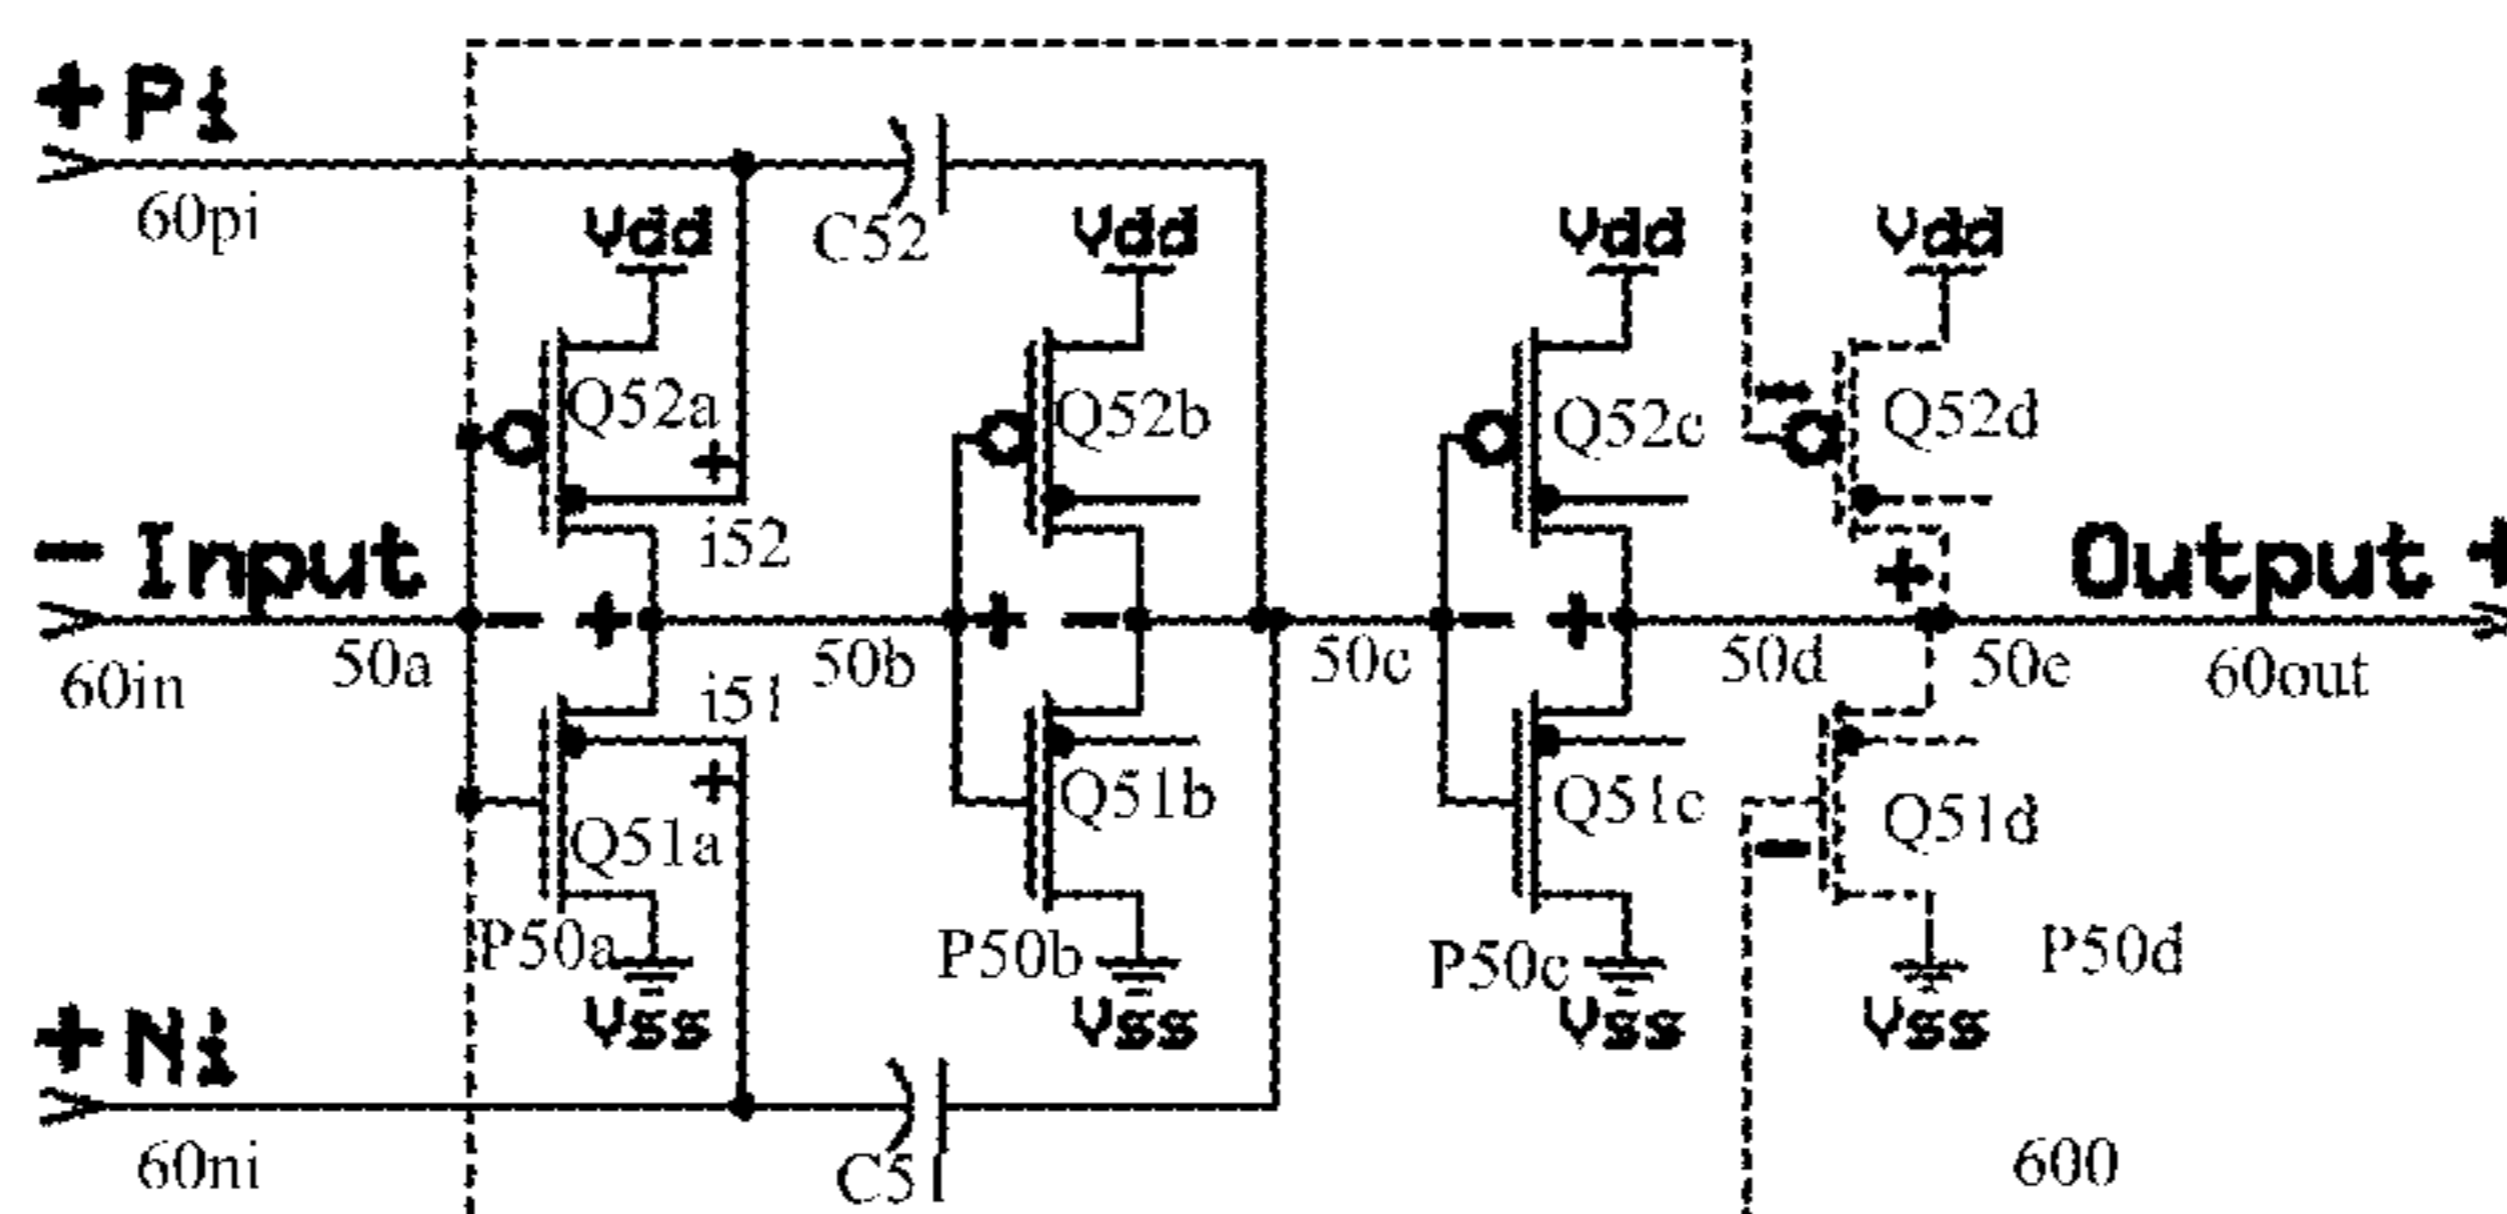 +Pi
60pi
Vdd
C52
Vdd
Vdd
Vdd
Q52a
Q52b
Q52c
-
Q52d
+
i52
- Input
Output +
+
- +
+ -
- +
60in
50a
i51
50b
50c
50d
50e
60out
+
Q51a
Q51b
Q51c
-
Q51d
P50a
P50b
P50c
P50d
Vss
Vss
Vss
Vss
+Ni
60ni
C51
600